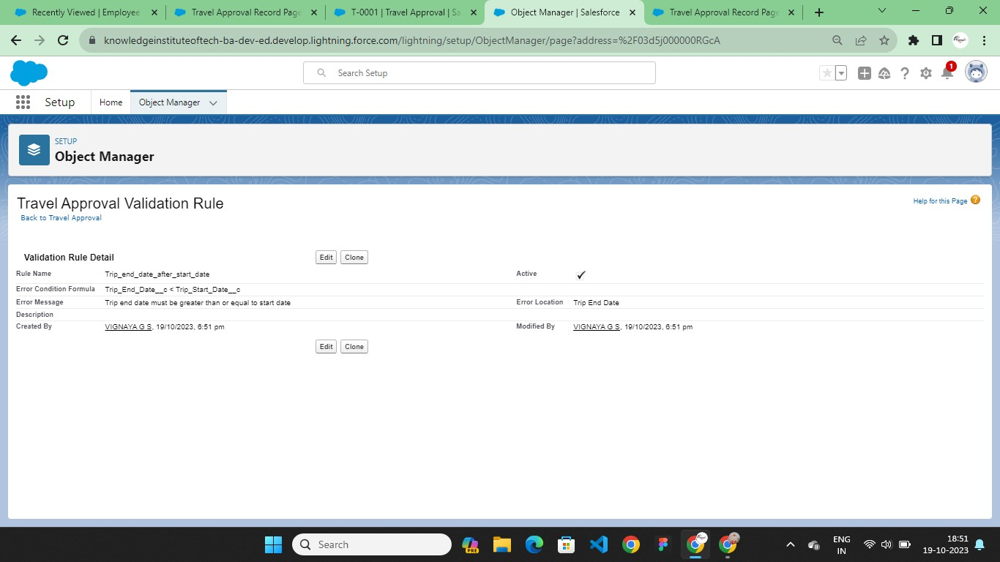 Recently Viewed | Employee
Travel Approval Record Page
T-0001 | Travel Approval | Sa
Object Manager | Salesforce
Travel Approval Record Page
knowledgeinstituteoftech-ba-dev-ed.develop.lightning.force.com/lightning/setup/ObjectManager/page?address=%2F03d5j000000RGcA
Search Setup
1
Setup
Home
Object Manager
SETUP
Object Manager
Travel Approval Validation Rule
Back to Travel Approval
Help for this Page
Validation Rule Detail
Edit Clone
Rule Name Trip_end_date_after_start_date Active
Error Condition Formula Trip_End_Date__c < Trip_Start_Date__c
Error Message Trip end date must be greater than or equal to start date Error Location Trip End Date
Description
Created By VIGNAYA G S, 19/10/2023, 6:51 pm Modified By VIGNAYA G S, 19/10/2023, 6:51 pm
Edit Clone
Search
PRE
ENG
IN
18:51
19-10-2023